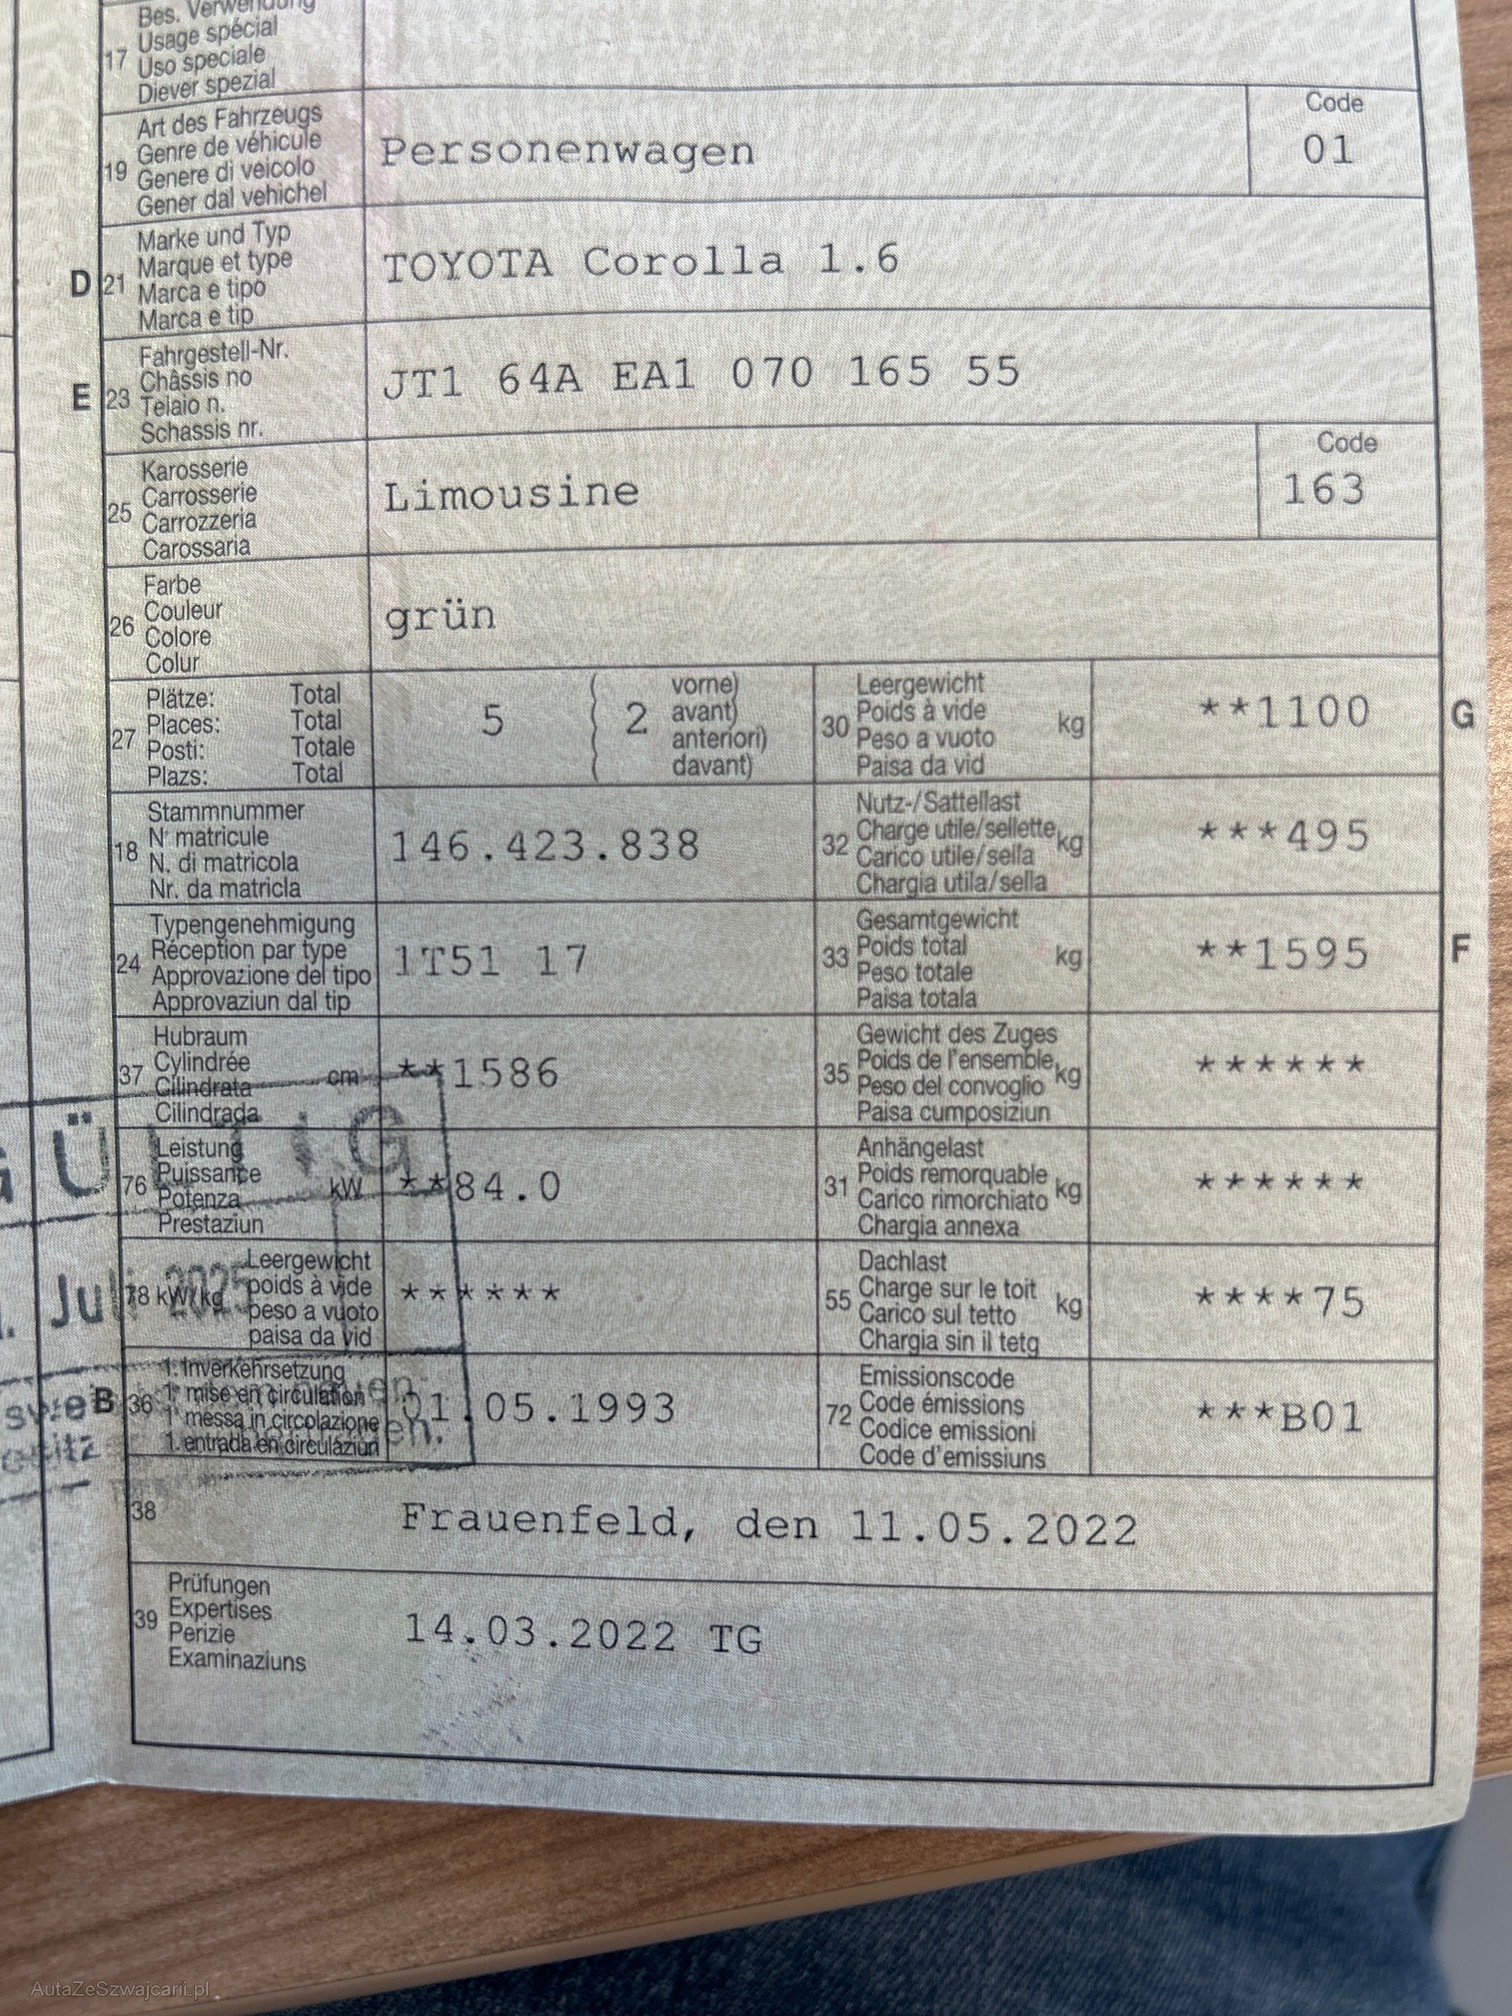 17 Bes. Verwendung
Usage spécial
Uso speciale
Diever spezial
19 Art des Fahrzeugs
Genre de véhicule
Genere di veicolo
Gener dal vehichel
Personenwagen
Code
01
D 21 Marke und Typ
Marque et type
Marca e tipo
Marca e tip
TOYOTA Corolla 1.6
E 23 Fahrgestell-Nr.
Châssis no
Telaio n.
Schassis nr.
JT1 64A EA1 070 165 55
25 Karosserie
Carrosserie
Carrozzeria
Carossaria
Limousine
Code
163
26 Farbe
Couleur
Colore
Colur
grün
27 Plätze: Total
Places: Total
Posti: Totale
Plazs: Total
5 ( 2 vorne)
avant)
anteriori)
davant)
30 Leergewicht
Poids à vide kg
Peso a vuoto
Paisa da vid
**1100 G
18 Stammnummer
N° matricule
N. di matricola
Nr. da matricla
146.423.838
32 Nutz-/Sattellast
Charge utile/sellette kg
Carico utile/sella
Chargia utila/sella
***495
24 Typengenehmigung
Réception par type
Approvazione del tipo
Approvaziun dal tip
1T51 17
33 Gesamtgewicht
Poids total kg
Peso totale
Paisa totala
**1595 F
37 Hubraum
Cylindrée
Cilindrata cm³
Cilindrada
**1586
35 Gewicht des Zuges
Poids de l'ensemble kg
Peso del convoglio
Paisa cumposiziun
******
76 Leistung
Puissance
Potenza kW
Prestaziun
**84.0
31 Anhängelast
Poids remorquable kg
Carico rimorchiato
Chargia annexa
******
78 kW/kg Leergewicht
poids à vide
peso a vuoto
paisa da vid
******
55 Dachlast
Charge sur le toit kg
Carico sul tetto
Chargia sin il tetg
****75
B 36 1. Inverkehrsetzung
1re mise en circulation
1a messa in circolazione
1. entrada en circulaziun
01.05.1993
72 Emissionscode
Code émissions
Codice emissioni
Code d'emissiuns
***B01
GÜLTIG
. Juli 2025
38 Frauenfeld, den 11.05.2022
39 Prüfungen
Expertises
Perizie
Examinaziuns
14.03.2022 TG
AutaZeSzwajcarii.pl